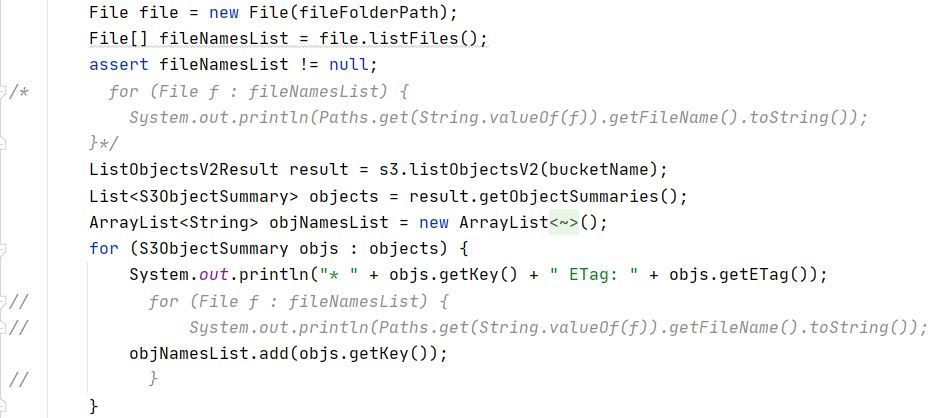 File file = new File(fileFolderPath);
File[] fileNamesList = file.listFiles();
assert fileNamesList != null;
/*        for (File f : fileNamesList) {
            System.out.println(Paths.get(String.valueOf(f)).getFileName().toString());
        }*/
ListObjectsV2Result result = s3.listObjectsV2(bucketName);
List<S3ObjectSummary> objects = result.getObjectSummaries();
ArrayList<String> objNamesList = new ArrayList<~>();
for (S3ObjectSummary objs : objects) {
    System.out.println("* " + objs.getKey() + " ETag: " + objs.getETag());
//            for (File f : fileNamesList) {
//                System.out.println(Paths.get(String.valueOf(f)).getFileName().toString());
    objNamesList.add(objs.getKey());
//            }
}